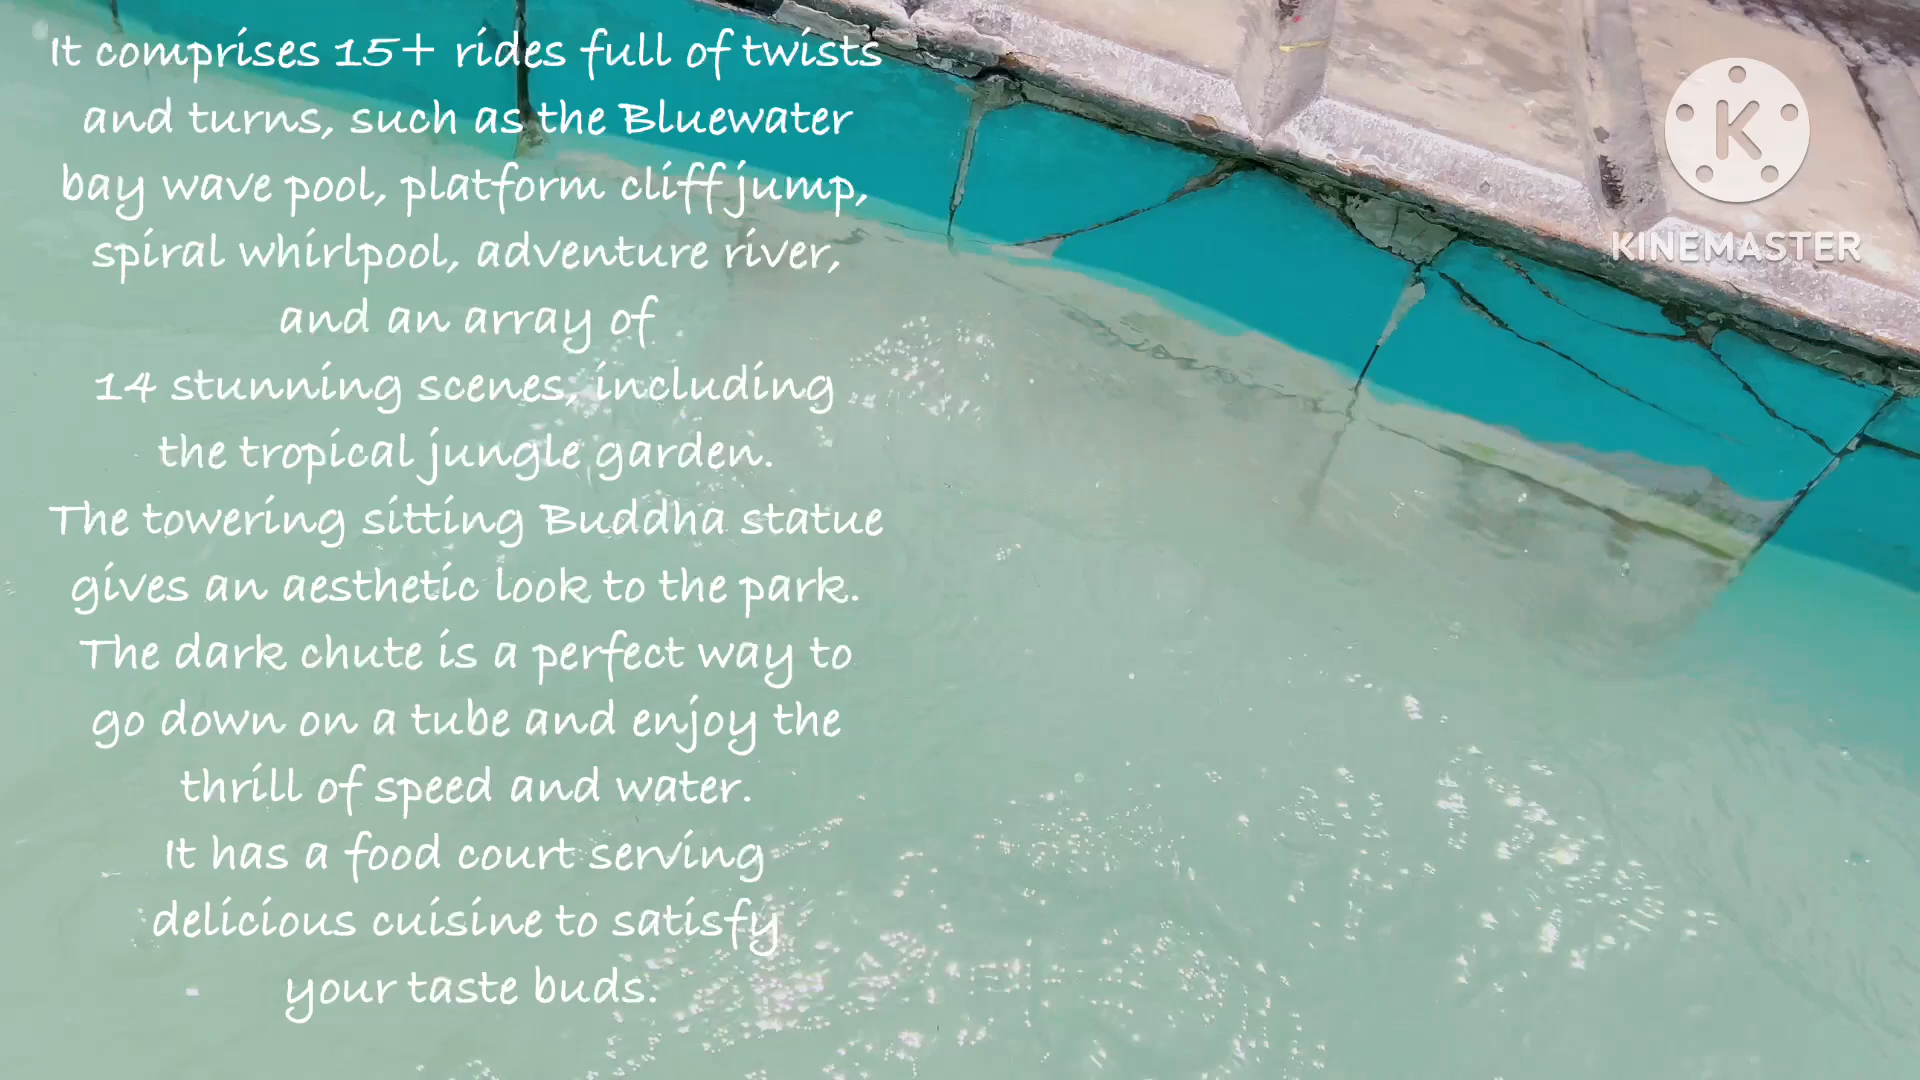 It comprises 15+ rides full of twists
and turns, such as the Bluewater
bay wave pool, platform cliff jump,
spiral whirlpool, adventure river,
and an array of
14 stunning scenes, including
the tropical jungle garden.
The towering sitting Buddha statue
gives an aesthetic look to the park.
The dark chute is a perfect way to
go down on a tube and enjoy the
thrill of speed and water.
It has a food court serving
delicious cuisine to satisfy
your taste buds.
K
KINEMASTER